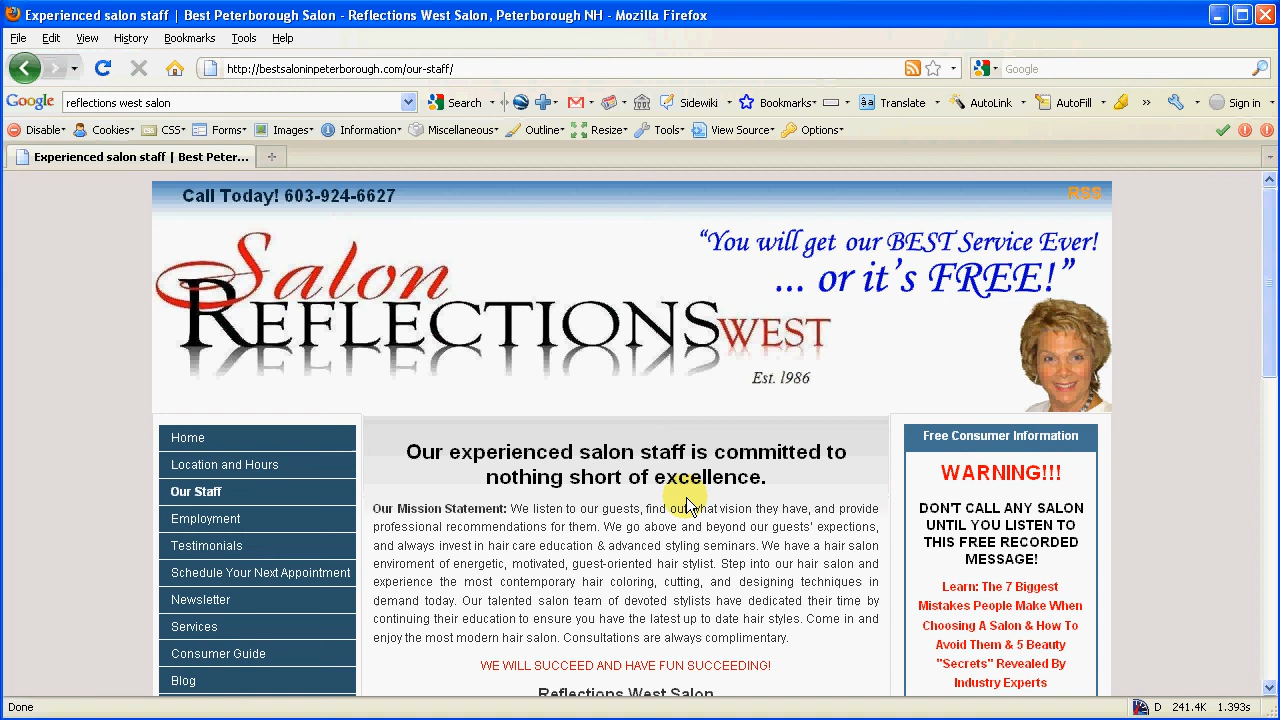 Experienced salon staff | Best Peterborough Salon - Reflections West Salon, Peterborough NH - Mozilla Firefox
File Edit View History Bookmarks Tools Help
http://bestsaloninpeterborough.com/our-staff/ Google
Google reflections west salon Search Sidewiki Bookmarks Translate AutoLink AutoFill » Sign in
Disable Cookies CSS Forms Images Information Miscellaneous Outline Resize Tools View Source Options
Experienced salon staff | Best Peter...
Call Today! 603-924-6627 RSS
Salon
REFLECTIONS WEST
Est. 1986
"You will get our BEST Service Ever!
... or it's FREE!"
Home
Location and Hours
Our Staff
Employment
Testimonials
Schedule Your Next Appointment
Newsletter
Services
Consumer Guide
Blog
Our experienced salon staff is committed to
nothing short of excellence.
Our Mission Statement: We listen to our guests, find out what vision they have, and provide
professional recommendations for them. We go above and beyond our guests' expections,
and always invest in hair care education & advanced styling seminars. We have a hair salon
enviroment of energetic, motivated, guest-oriented hair stylist. Step into our hair salon and
experience the most contemporary hair coloring, cutting, and designing techniques in
demand today. Our talented salon team of devoted stylists have dedicated their time by
continuing their education to ensure you have the latest up to date hair styles. Come in and
enjoy the most modern hair salon. Consultations are always complimentary.
WE WILL SUCCEED AND HAVE FUN SUCCEEDING!
Reflections West Salon
Free Consumer Information
WARNING!!!
DON'T CALL ANY SALON
UNTIL YOU LISTEN TO
THIS FREE RECORDED
MESSAGE!
Learn: The 7 Biggest
Mistakes People Make When
Choosing A Salon & How To
Avoid Them & 5 Beauty
"Secrets" Revealed By
Industry Experts
Done D 241.4K 1.393s